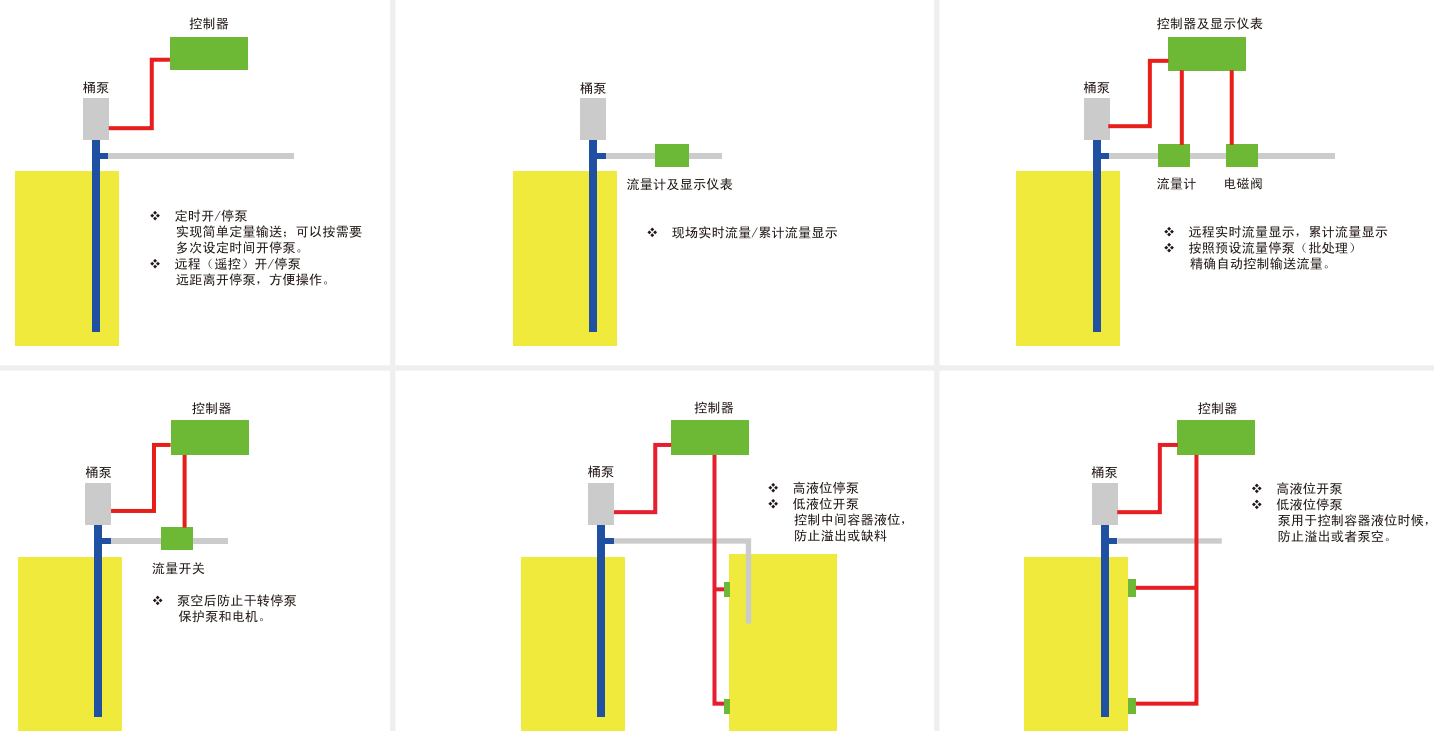 控制器
桶泵
❖ 定时开/停泵
实现简单定量输送；可以按需要
多次设定时间开停泵。
❖ 远程（遥控）开/停泵
远距离开停泵，方便操作。
桶泵
流量计及显示仪表
❖ 现场实时流量/累计流量显示
控制器及显示仪表
桶泵
流量计 电磁阀
❖ 远程实时流量显示，累计流量显示
❖ 按照预设流量停泵（批处理）
精确自动控制输送流量。
控制器
桶泵
流量开关
❖ 泵空后防止干转停泵
保护泵和电机。
控制器
桶泵
❖ 高液位停泵
❖ 低液位开泵
控制中间容器液位，
防止溢出或缺料
控制器
桶泵
❖ 高液位开泵
❖ 低液位停泵
泵用于控制容器液位时候，
防止溢出或者泵空。